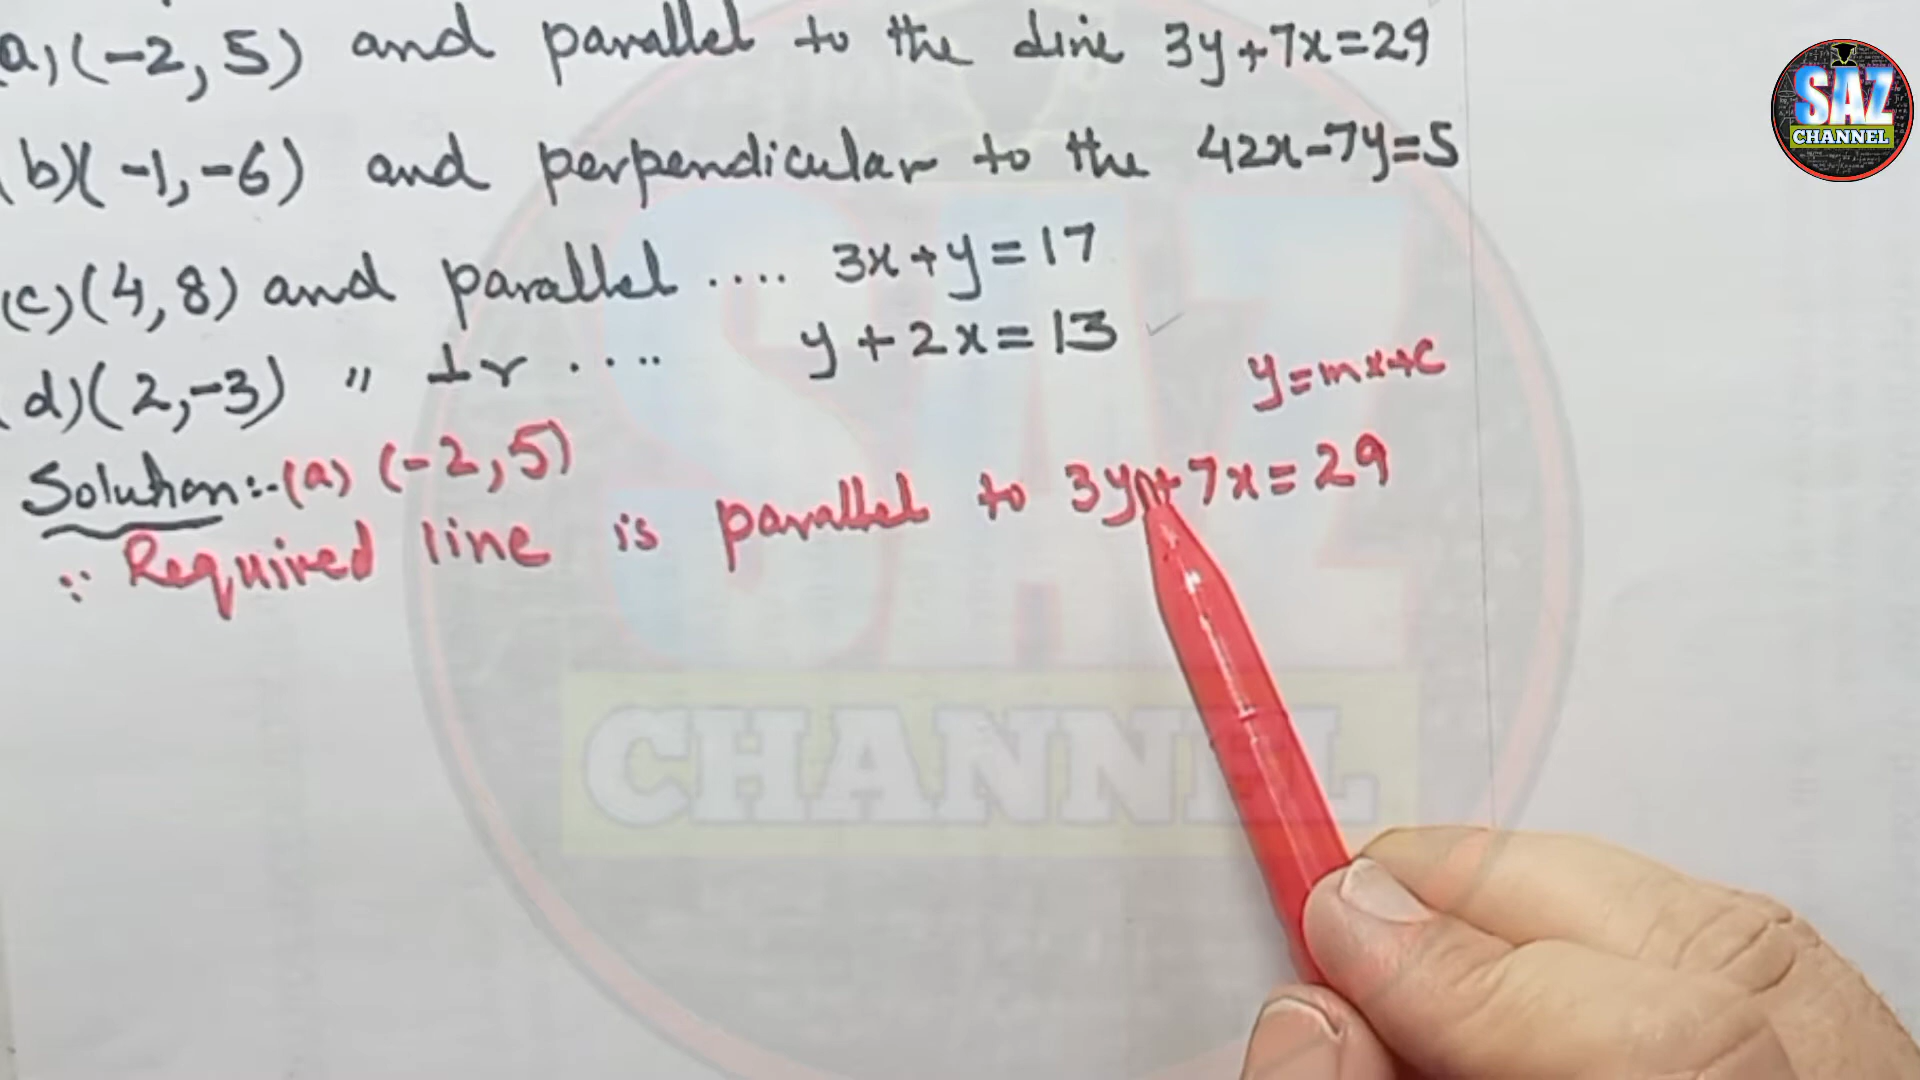 a) (-2, 5) and parallel to the line 3y+7x=29
(b) (-1, -6) and perpendicular to the 42x-7y=5
(c) (4, 8) and parallel .... 3x+y=17
(d) (2, -3) " ⊥r .... y+2x=13
y=mx+c
Solution:- (a) (-2, 5)
∵ Required line is parallel to 3y+7x=29
SAZ
CHANNEL
SAZ
CHANNEL